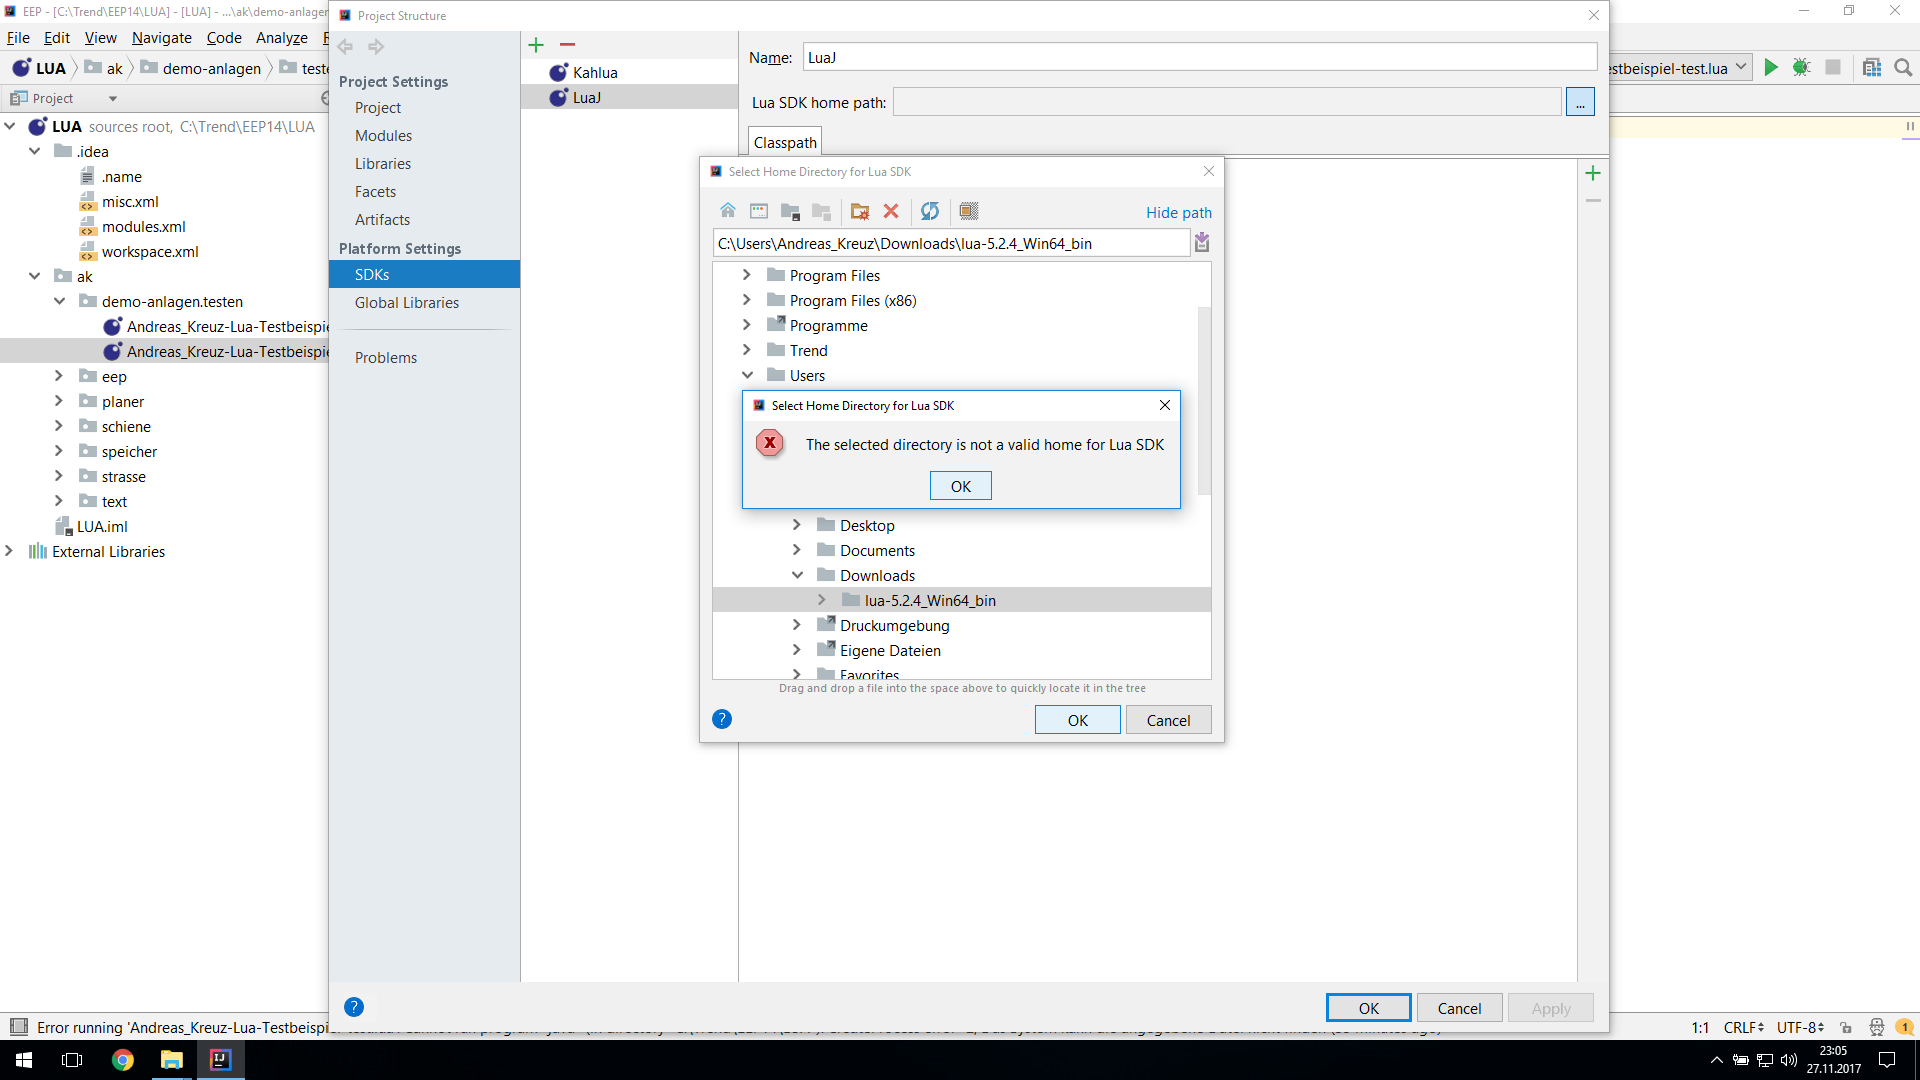 EEP - [C:\Trend\EEP14\LUA] - [LUA] - ...\ak\demo-anlagen
File Edit View Navigate Code Analyze
LUA ak demo-anlagen teste
Project
LUA sources root, C:\Trend\EEP14\LUA
.idea
.name
misc.xml
modules.xml
workspace.xml
ak
demo-anlagen.testen
Andreas_Kreuz-Lua-Testbeispie
Andreas_Kreuz-Lua-Testbeispie
eep
planer
schiene
speicher
strasse
text
LUA.iml
External Libraries
Project Structure
Project Settings
Project
Modules
Libraries
Facets
Artifacts
Platform Settings
SDKs
Global Libraries
Problems
Kahlua
LuaJ
Name: LuaJ
Lua SDK home path: ...
Classpath
stbeispiel-test.lua
Select Home Directory for Lua SDK
Hide path
C:\Users\Andreas_Kreuz\Downloads\lua-5.2.4_Win64_bin
Program Files
Program Files (x86)
Programme
Trend
Users
Select Home Directory for Lua SDK
The selected directory is not a valid home for Lua SDK
OK
Desktop
Documents
Downloads
lua-5.2.4_Win64_bin
Druckumgebung
Eigene Dateien
Favorites
Drag and drop a file into the space above to quickly locate it in the tree
? OK Cancel
? OK Cancel Apply
Error running 'Andreas_Kreuz-Lua-Testbeispi
1:1 CRLF UTF-8 1
23:05
27.11.2017